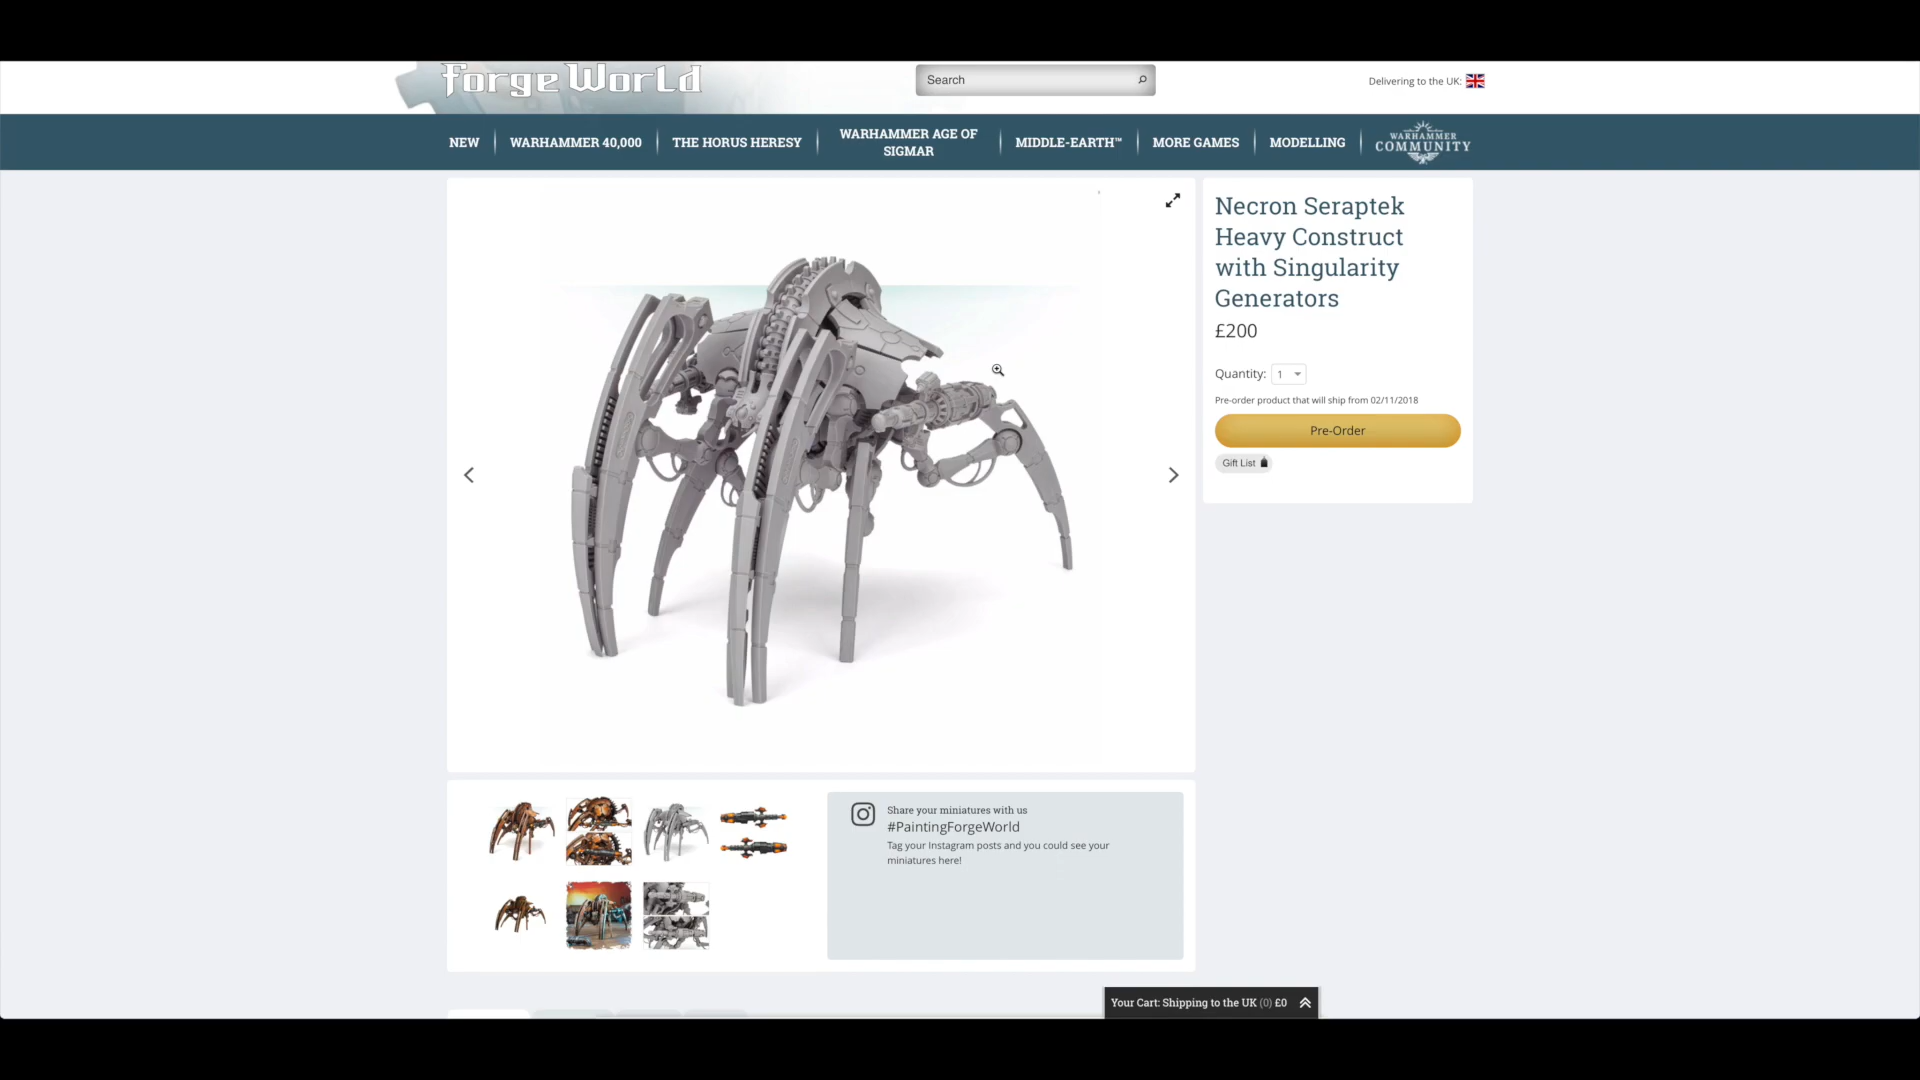 Forge World
Search
Delivering to the UK:
NEW
WARHAMMER 40,000
THE HORUS HERESY
WARHAMMER AGE OF
SIGMAR
MIDDLE-EARTH™
MORE GAMES
MODELLING
WARHAMMER
COMMUNITY
Necron Seraptek
Heavy Construct
with Singularity
Generators
£200
Quantity: 1
Pre-order product that will ship from 02/11/2018
Pre-Order
Gift List
Share your miniatures with us
#PaintingForgeWorld
Tag your Instagram posts and you could see your
miniatures here!
Your Cart: Shipping to the UK (0) £0